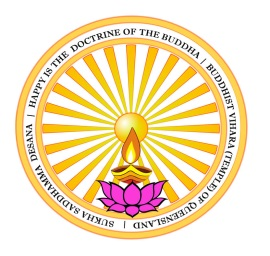 SUKHA SADDHAMMA DESANA | HAPPY IS THE DOCTRINE OF THE BUDDHA | BUDDHIST VIHARA (TEMPLE) OF QUEENSLAND |